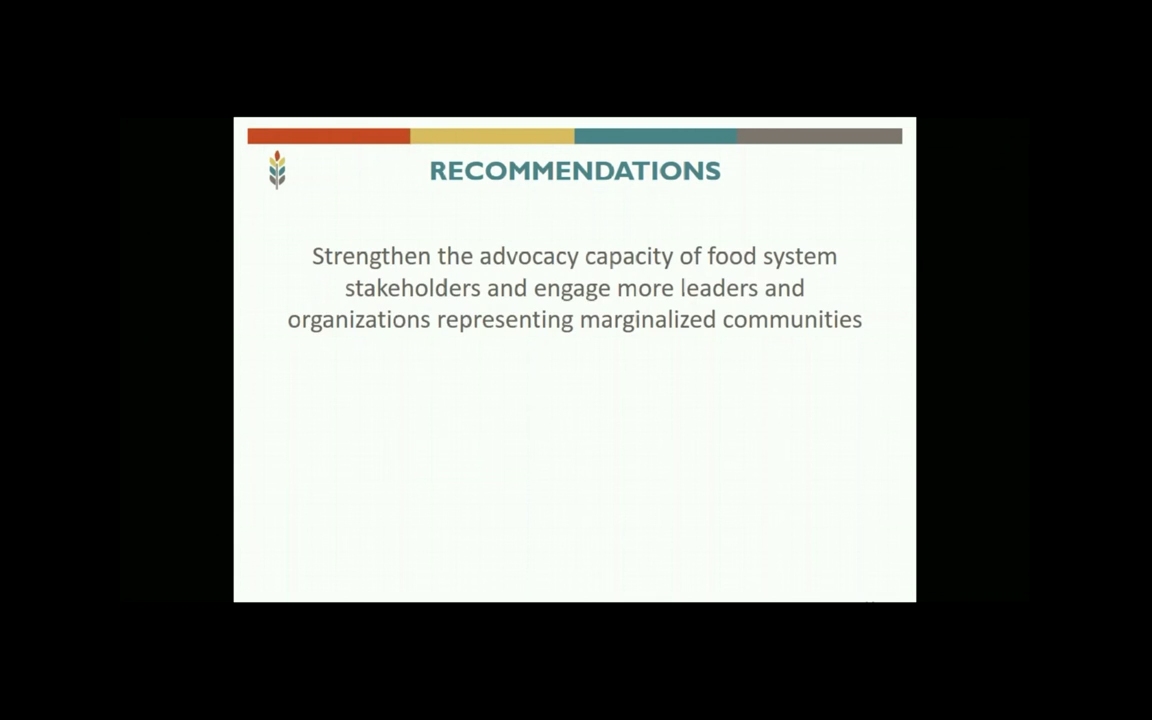 RECOMMENDATIONS
Strengthen the advocacy capacity of food system
stakeholders and engage more leaders and
organizations representing marginalized communities